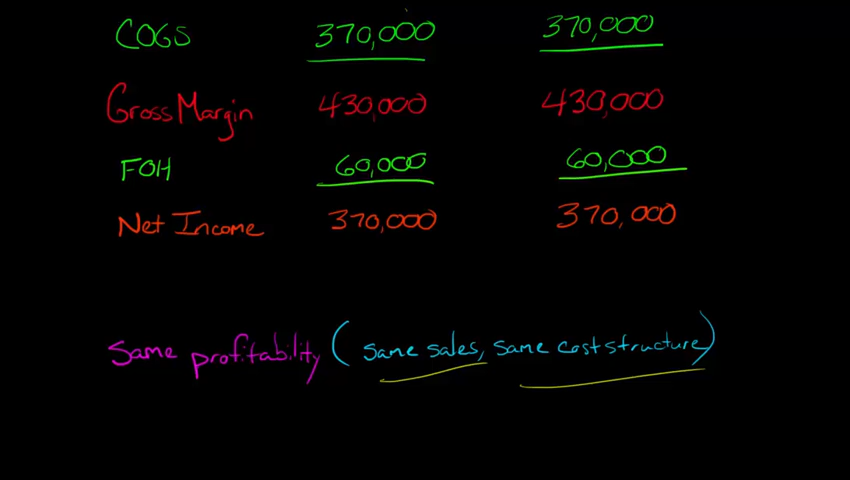 COGS 370,000 370,000
Gross Margin 430,000 430,000
FOH 60,000 60,000
Net Income 370,000 370,000
Same profitability (same sales, same cost structure)